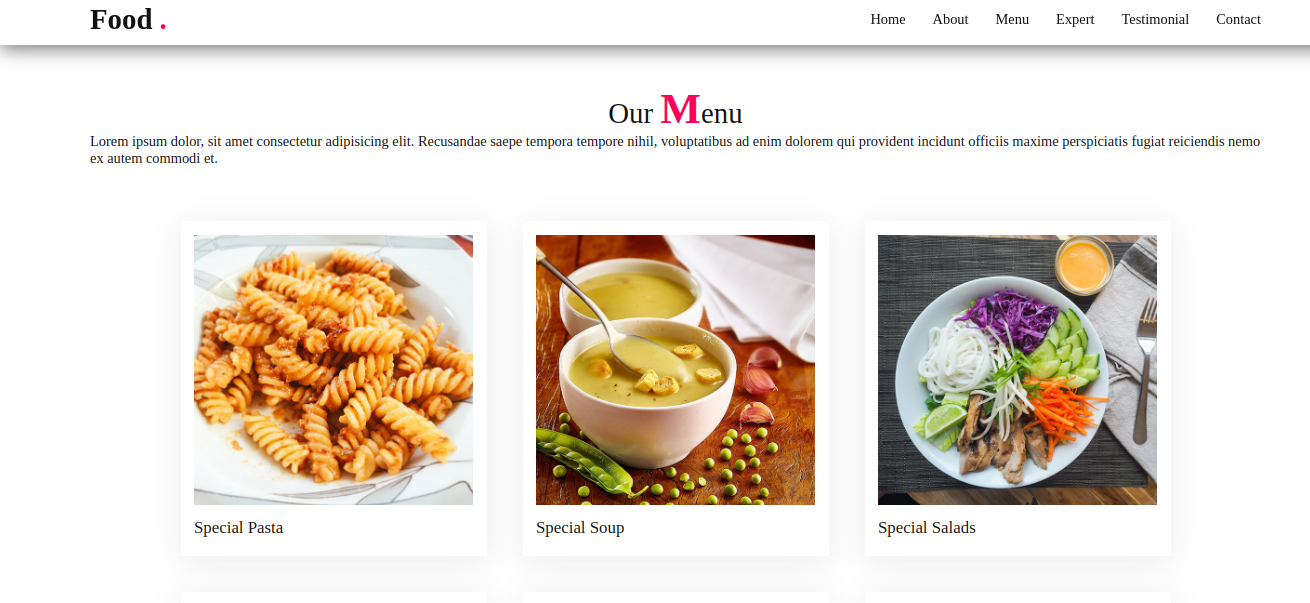 Food .
Home About Menu Expert Testimonial Contact
Our Menu
Lorem ipsum dolor, sit amet consectetur adipisicing elit. Recusandae saepe tempora tempore nihil, voluptatibus ad enim dolorem qui provident incidunt officiis maxime perspiciatis fugiat reiciendis nemo
ex autem commodi et.
Special Pasta
Special Soup
Special Salads